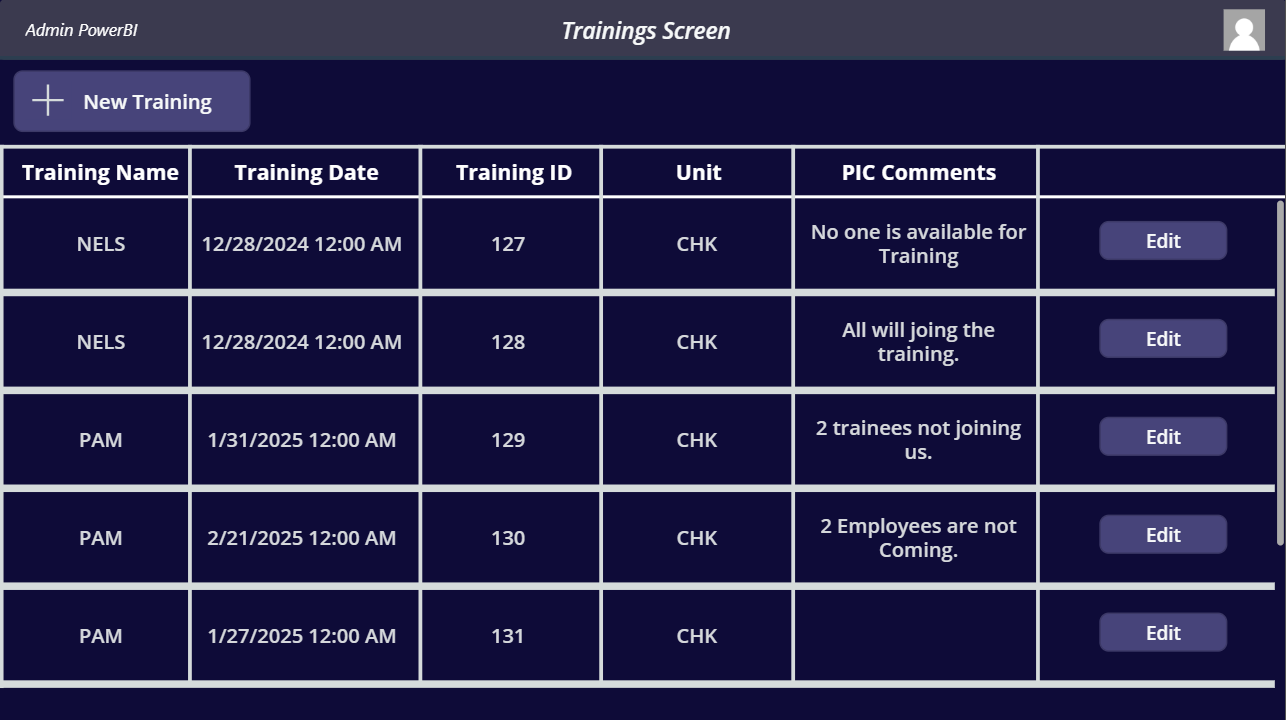 Admin PowerBI
Trainings Screen
New Training
Training Name
Training Date
Training ID
Unit
PIC Comments
NELS
12/28/2024 12:00 AM
127
CHK
No one is available for
Training
Edit
NELS
12/28/2024 12:00 AM
128
CHK
All will joing the
training.
Edit
PAM
1/31/2025 12:00 AM
129
CHK
2 trainees not joining
us.
Edit
PAM
2/21/2025 12:00 AM
130
CHK
2 Employees are not
Coming.
Edit
PAM
1/27/2025 12:00 AM
131
CHK
Edit